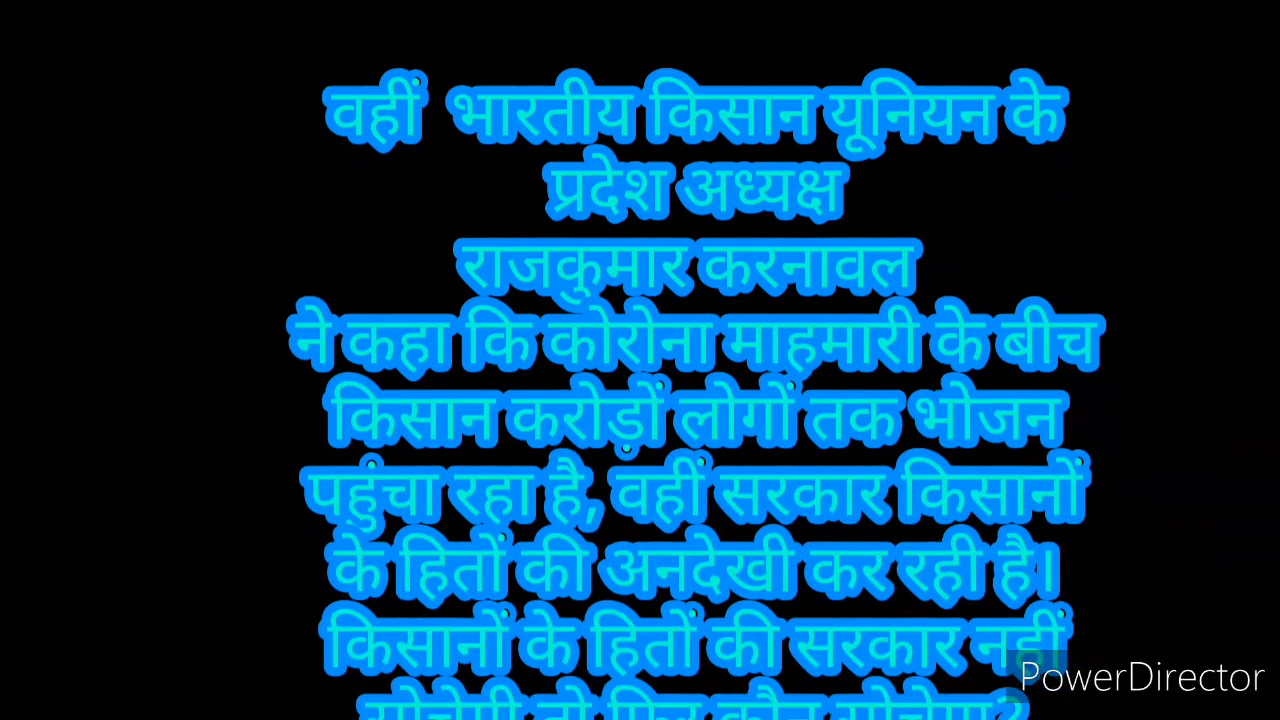 वहीं भारतीय किसान यूनियन के
प्रदेश अध्यक्ष
राजकुमार करनावल
ने कहा कि कोरोना माहमारी के बीच
किसान करोड़ों लोगों तक भोजन
पहुंचा रहा है, वहीं सरकार किसानों
के हितों की अनदेखी कर रही है।
किसानों के हितों की सरकार नहीं
सोचेगी तो फिर कौन सोचेगा?
PowerDirector